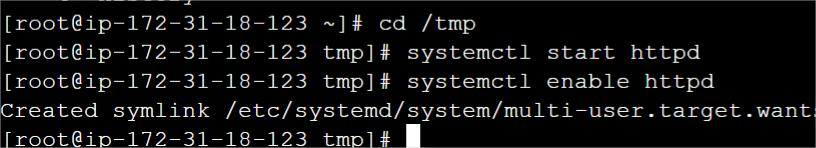 [root@ip-172-31-18-123 ~]# cd /tmp
[root@ip-172-31-18-123 tmp]# systemctl start httpd
[root@ip-172-31-18-123 tmp]# systemctl enable httpd
Created symlink /etc/systemd/system/multi-user.target.wants
[root@ip-172-31-18-123 tmp]#